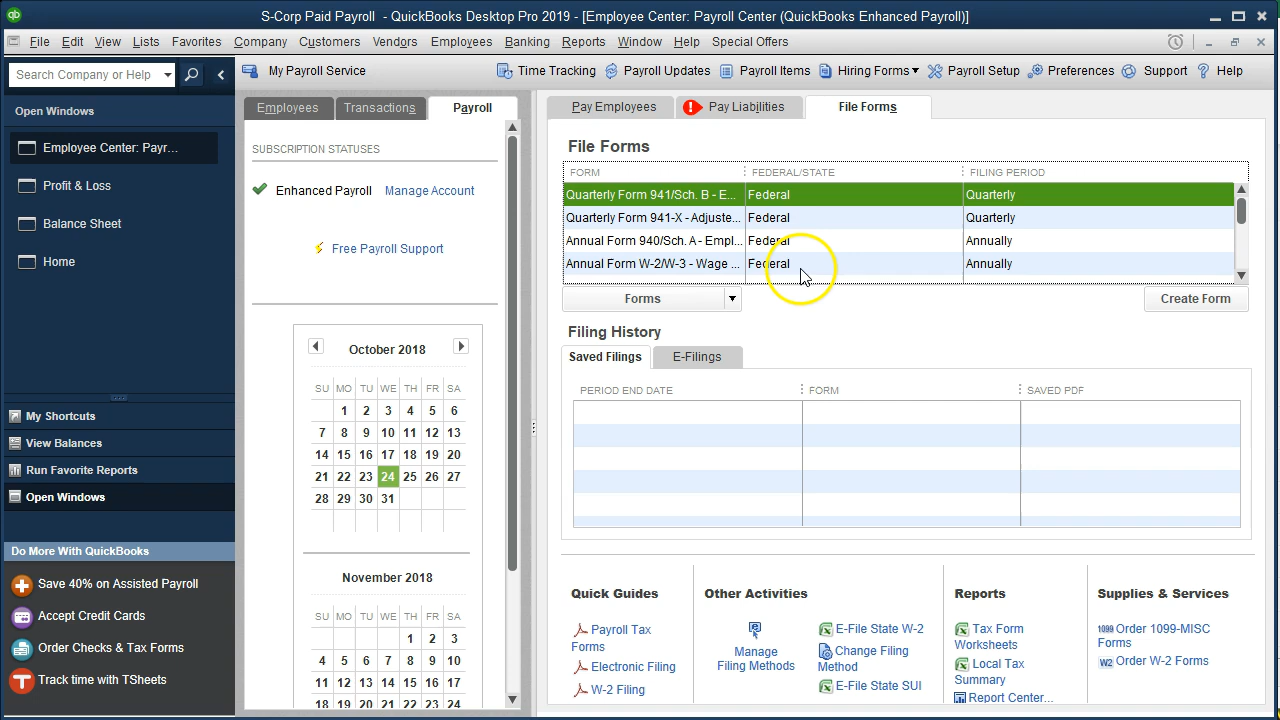 S-Corp Paid Payroll - QuickBooks Desktop Pro 2019 - [Employee Center: Payroll Center (QuickBooks Enhanced Payroll)]
File Edit View Lists Favorites Company Customers Vendors Employees Banking Reports Window Help Special Offers
Search Company or Help
My Payroll Service Time Tracking Payroll Updates Payroll Items Hiring Forms Payroll Setup Preferences Support Help
Open Windows
Employee Center: Payr...
Profit & Loss
Balance Sheet
Home
My Shortcuts
View Balances
Run Favorite Reports
Open Windows
Do More With QuickBooks
Save 40% on Assisted Payroll
Accept Credit Cards
Order Checks & Tax Forms
Track time with TSheets
Employees Transactions Payroll
SUBSCRIPTION STATUSES
Enhanced Payroll Manage Account
Free Payroll Support
October 2018
SU MO TU WE TH FR SA
1 2 3 4 5 6
7 8 9 10 11 12 13
14 15 16 17 18 19 20
21 22 23 24 25 26 27
28 29 30 31
November 2018
SU MO TU WE TH FR SA
1 2 3
4 5 6 7 8 9 10
11 12 13 14 15 16 17
18 19 20 21 22 23 24
Pay Employees Pay Liabilities File Forms
File Forms
FORM FEDERAL/STATE FILING PERIOD
Quarterly Form 941/Sch. B - E... Federal Quarterly
Quarterly Form 941-X - Adjuste... Federal Quarterly
Annual Form 940/Sch. A - Empl... Federal Annually
Annual Form W-2/W-3 - Wage ... Federal Annually
Forms Create Form
Filing History
Saved Filings E-Filings
PERIOD END DATE FORM SAVED PDF
Quick Guides
Payroll Tax
Forms
Electronic Filing
W-2 Filing
Other Activities
Manage
Filing Methods
E-File State W-2
Change Filing
Method
E-File State SUI
Reports
Tax Form
Worksheets
Local Tax
Summary
Report Center...
Supplies & Services
1099 Order 1099-MISC
Forms
W2 Order W-2 Forms